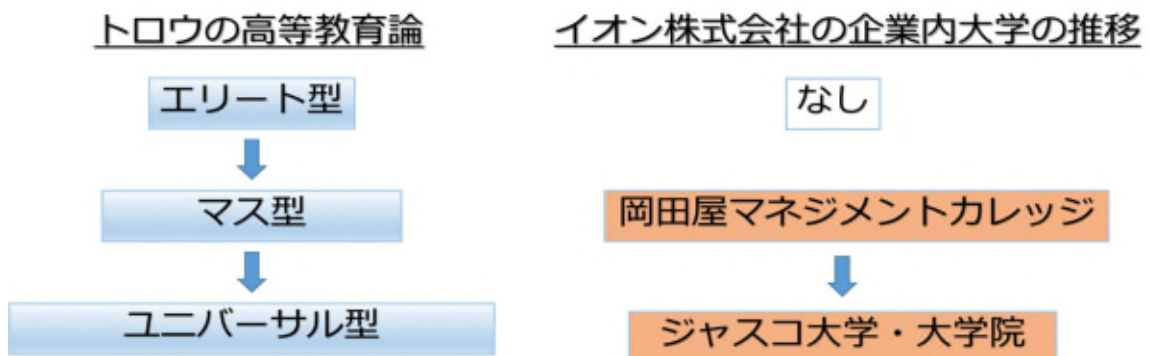 トロウの高等教育論
エリート型
マス型
ユニバーサル型
イオン株式会社の企業内大学の推移
なし
岡田屋マネジメントカレッジ
ジャスコ大学・大学院